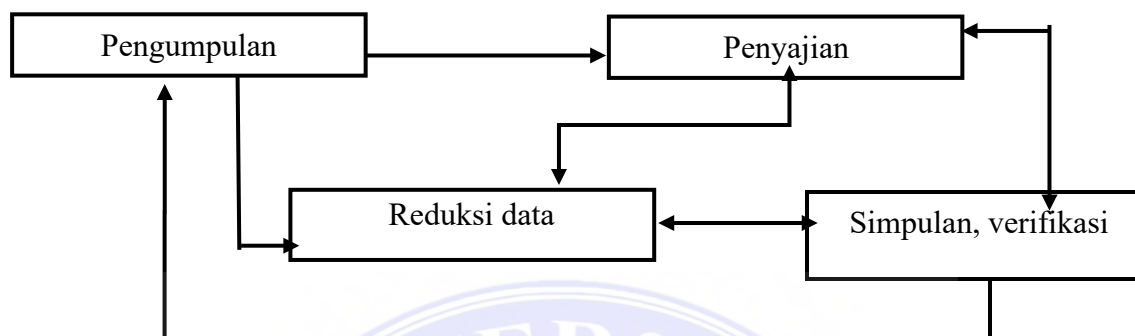 Pengumpulan
Penyajian
Reduksi data
Simpulan, verifikasi